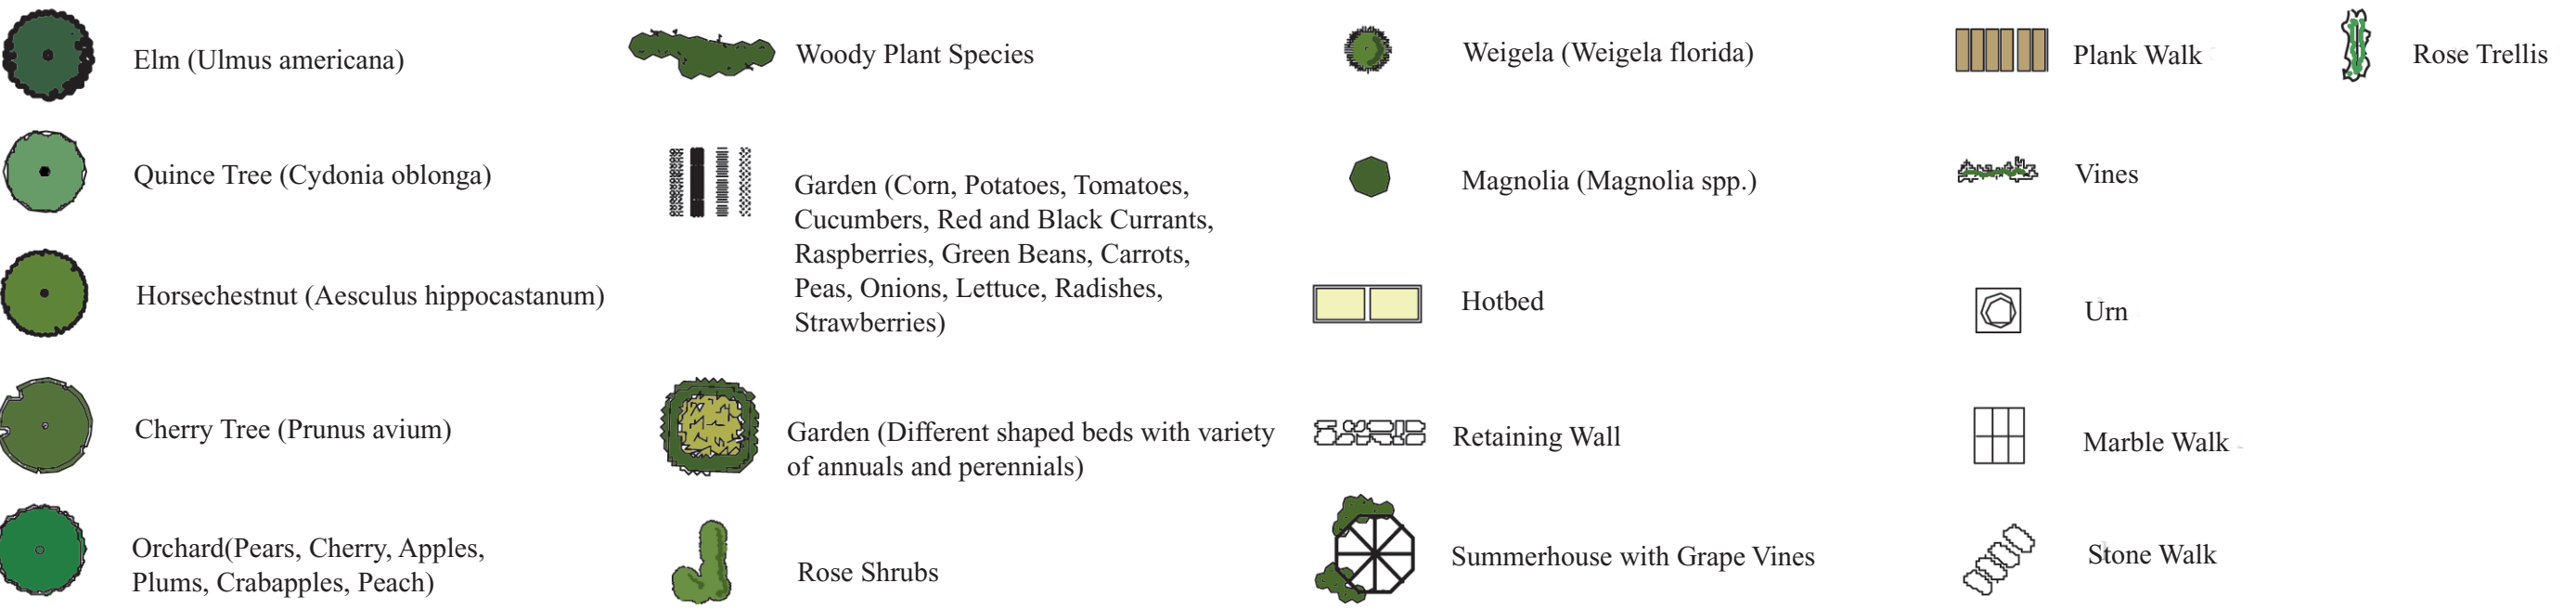 Elm (Ulmus americana)
Quince Tree (Cydonia oblonga)
Horsechestnut (Aesculus hippocastanum)
Cherry Tree (Prunus avium)
Orchard(Pears, Cherry, Apples,
Plums, Crabapples, Peach)
Woody Plant Species
Garden (Corn, Potatoes, Tomatoes,
Cucumbers, Red and Black Currants,
Raspberries, Green Beans, Carrots,
Peas, Onions, Lettuce, Radishes,
Strawberries)
Garden (Different shaped beds with variety
of annuals and perennials)
Rose Shrubs
Weigela (Weigela florida)
Magnolia (Magnolia spp.)
Hotbed
Retaining Wall
Summerhouse with Grape Vines
Plank Walk
Vines
Urn
Marble Walk
Stone Walk
Rose Trellis